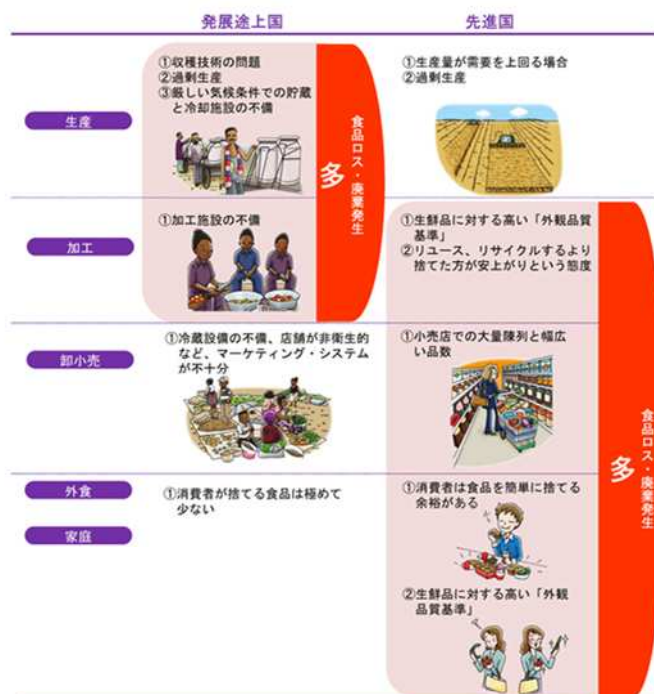 発展途上国
先進国
生産
①収穫技術の問題
②過剰生産
③厳しい気候条件での貯蔵
と冷却施設の不備
食品ロス・廃棄発生
多
①生産量が需要を上回る場合
②過剰生産
加工
①加工施設の不備
①生鮮品に対する高い「外観品質
基準」
②リユース、リサイクルするより
捨てた方が安上がりという態度
卸小売
①冷蔵設備の不備、店舗が非衛生的
など、マーケティング・システム
が不十分
①小売店での大量陳列と幅広
い品数
食品ロス・廃棄発生
多
外食
家庭
①消費者が捨てる食品は極めて
少ない
①消費者は食品を簡単に捨てる
余裕がある
②生鮮品に対する高い「外観
品質基準」